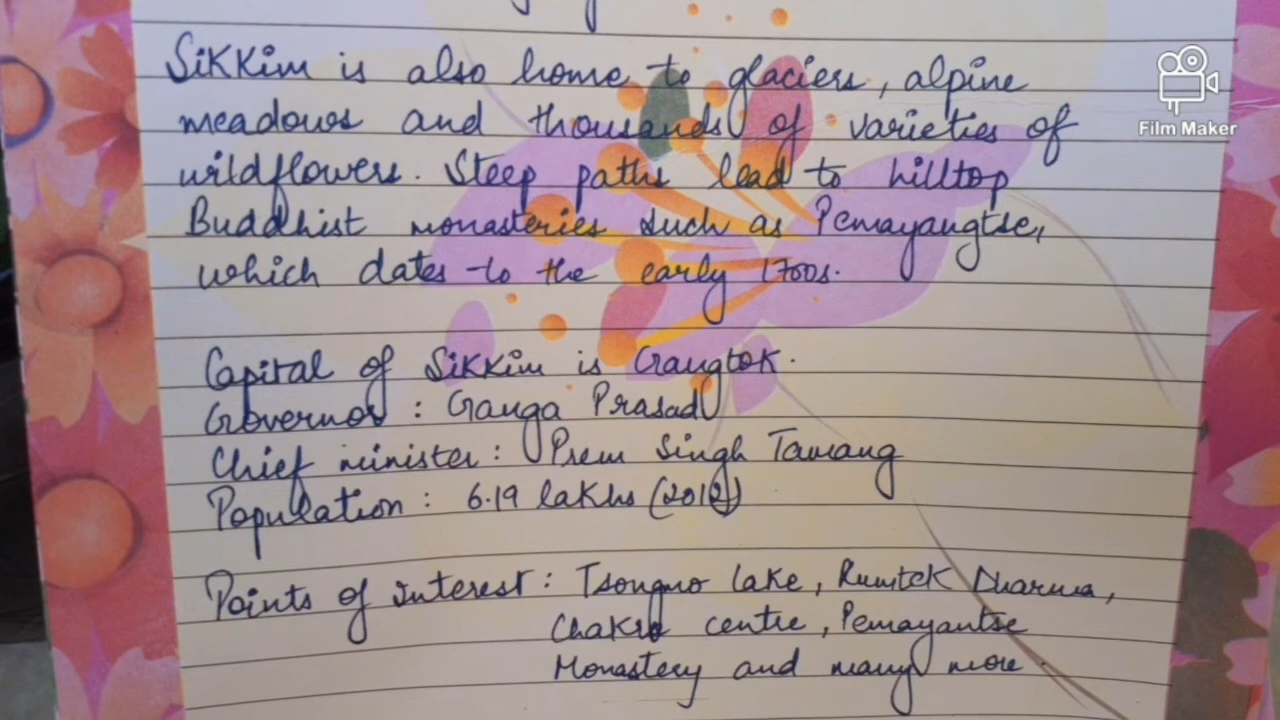 Sikkim is also home to glaciers, alpine
Film Maker
meadows and thousands of varieties of
wildflowers. Steep paths lead to hilltop
Buddhist monasteries such as Pemayangtse,
which dates to the early 1700s.
Capital of Sikkim is Gangtok.
Governor : Ganga Prasad
Chief minister : Prem Singh Tamang
Population : 6.19 lakhs (2012)
Points of interest : Tsongmo lake, Rumtek Dharma,
Chakra centre, Pemayantse
Monastery and many more.